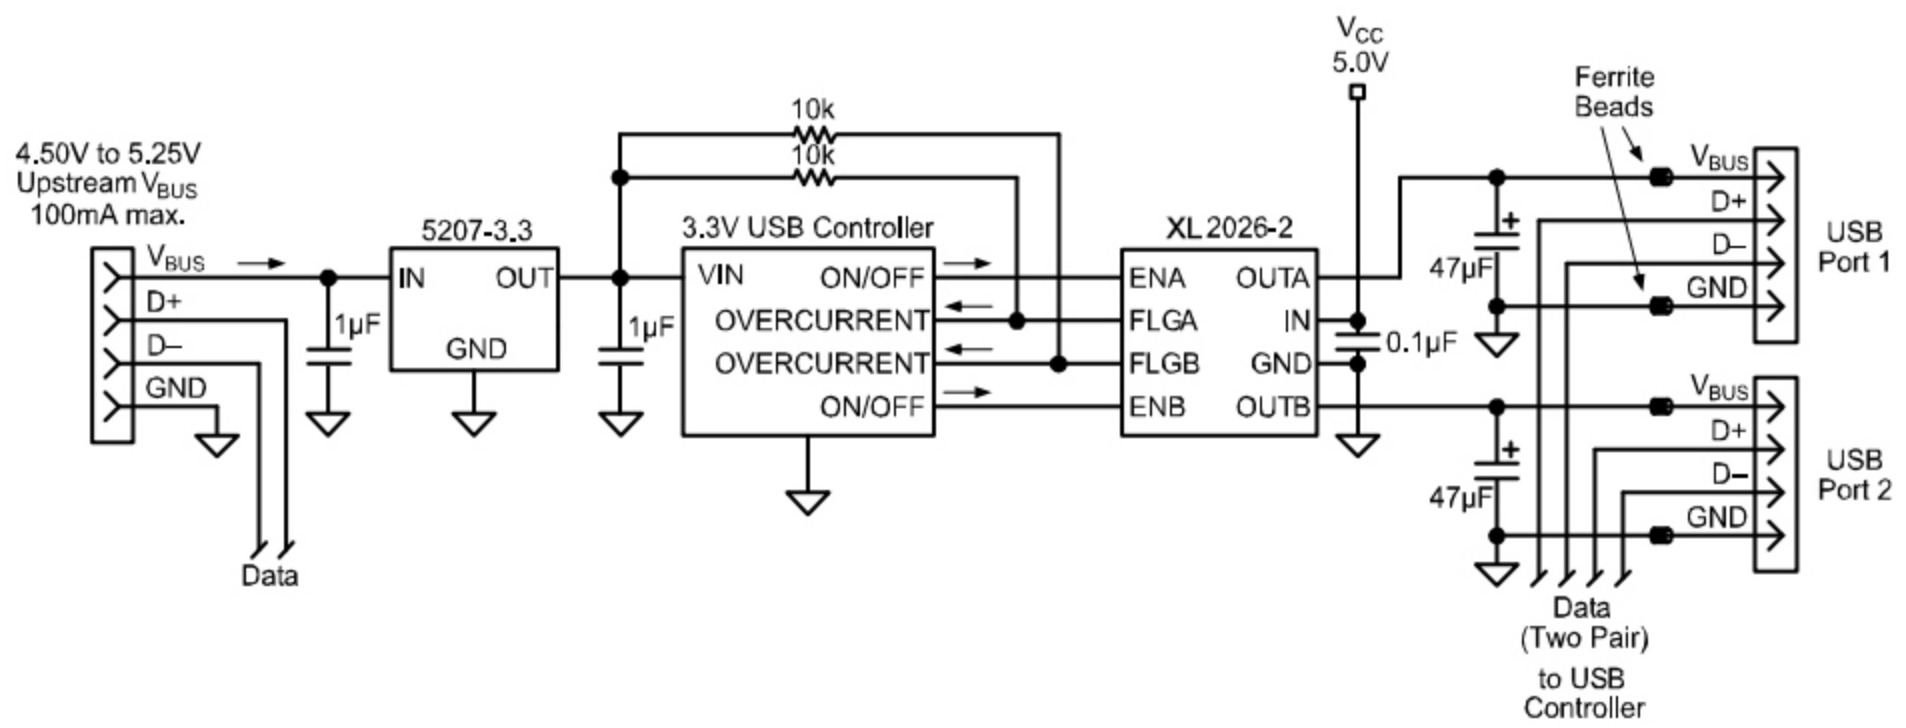 4.50V to 5.25V
Upstream VBUS
100mA max.
VBUS
D+
D–
GND
Data
1µF
5207-3.3
IN
OUT
GND
1µF
10k
10k
3.3V USB Controller
VIN
ON/OFF
OVERCURRENT
OVERCURRENT
ON/OFF
XL2026-2
ENA
OUTA
FLGA
IN
FLGB
GND
ENB
OUTB
VCC
5.0V
0.1µF
47µF
47µF
Ferrite
Beads
VBUS
D+
D–
GND
USB
Port 1
VBUS
D+
D–
GND
USB
Port 2
Data
(Two Pair)
to USB
Controller